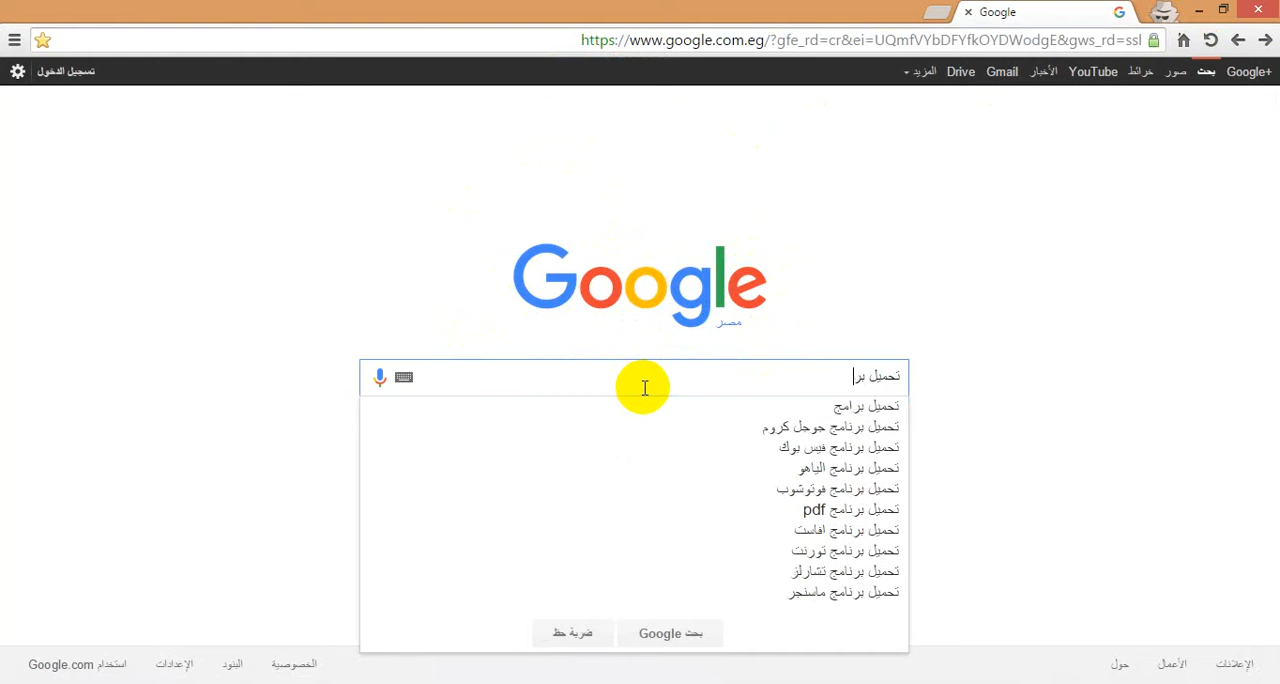 Google
https://www.google.com.eg/?gfe_rd=cr&ei=UQmfVYbDFYfkOYDWodgE&gws_rd=ssl
Google+ بحث صور خرائط YouTube الأخبار Gmail Drive المزيد
تسجيل الدخول
Google
مصر
تحميل بر
تحميل برامج
تحميل برنامج جوجل كروم
تحميل برنامج فيس بوك
تحميل برنامج الياهو
تحميل برنامج فوتوشوب
تحميل برنامج pdf
تحميل برنامج افاست
تحميل برنامج تورنت
تحميل برنامج تشارلز
تحميل برنامج ماسنجر
بحث Google
ضربة حظ
الإعلانات الأعمال حول
الخصوصية البنود الإعدادات استخدام Google.com